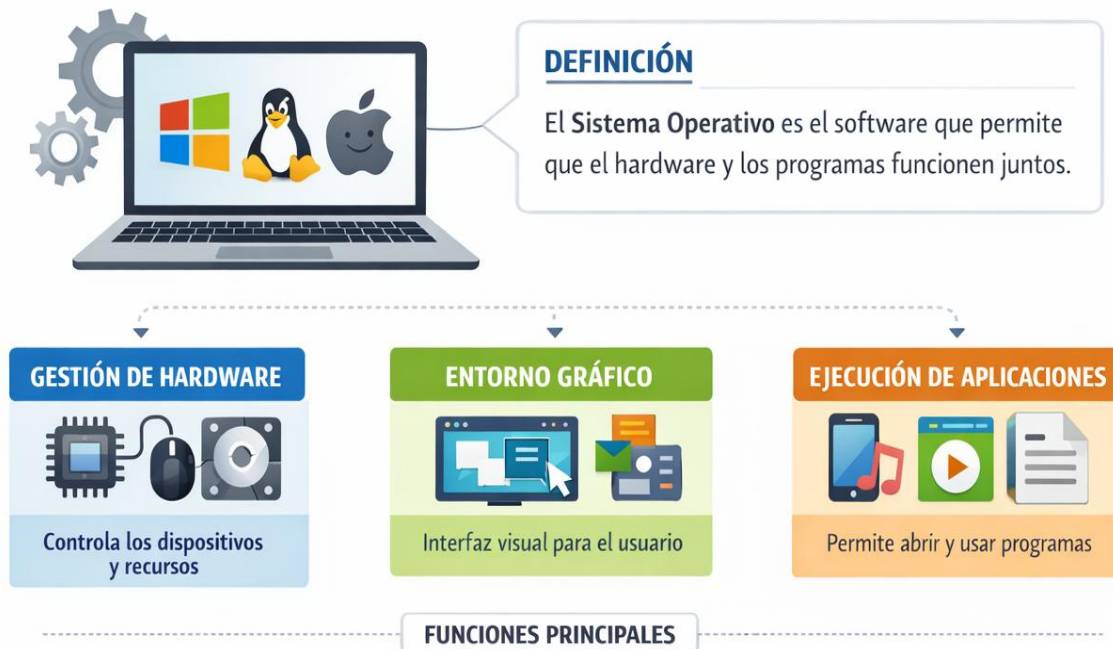 DEFINICIÓN
El Sistema Operativo es el software que permite
que el hardware y los programas funcionen juntos.
GESTIÓN DE HARDWARE
Controla los dispositivos
y recursos
ENTORNO GRÁFICO
Interfaz visual para el usuario
EJECUCIÓN DE APLICACIONES
Permite abrir y usar programas
FUNCIONES PRINCIPALES